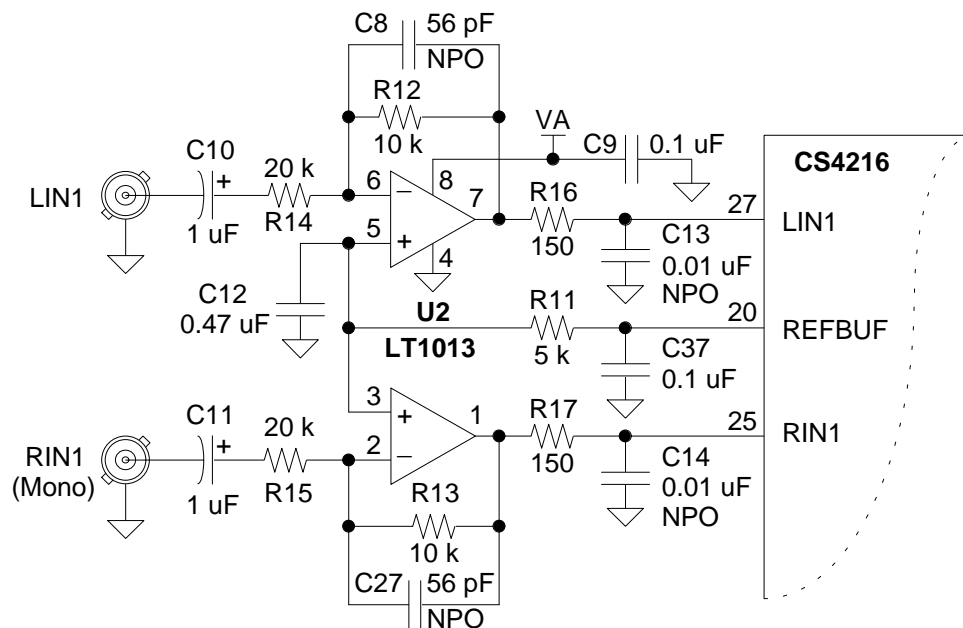 C8 56 pF
NPO
R12
10 k
VA
C9 0.1 uF
CS4216
C10
20 k
LIN1
+
1 uF
R14
6 −
8
7
R16
150
27
LIN1
5 +
4
C13
0.01 uF
NPO
C12
0.47 uF
U2
LT1013
R11
5 k
20
REFBUF
C37
0.1 uF
3 +
1
R17
150
25
RIN1
C11
20 k
RIN1
(Mono)
+
1 uF
R15
2 −
C14
0.01 uF
NPO
R13
10 k
C27 56 pF
NPO